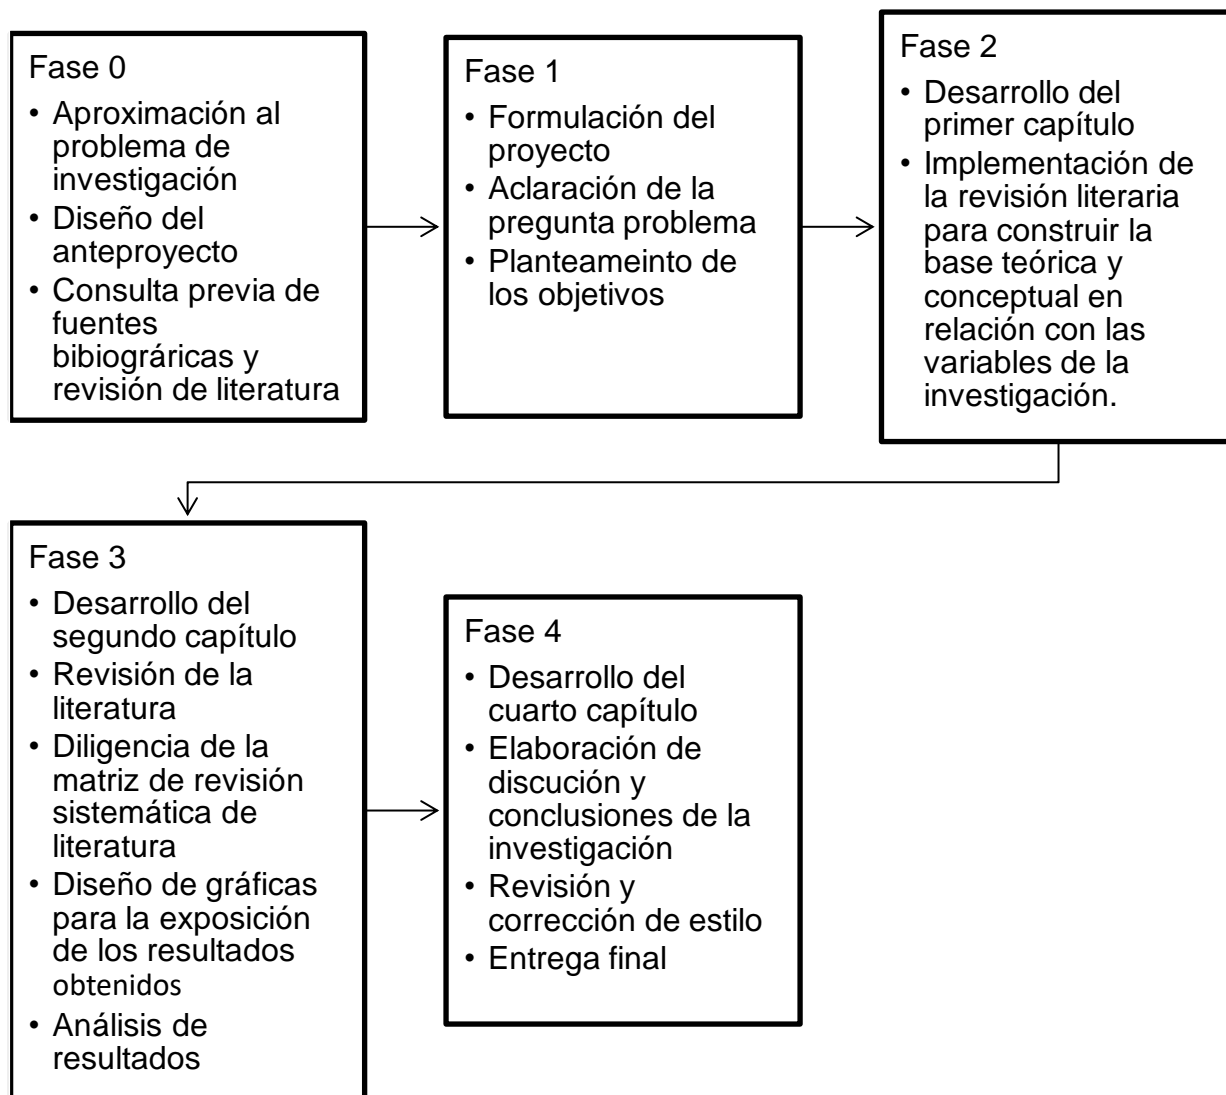 Fase 0
• Aproximación al
problema de
investigación
• Diseño del
anteproyecto
• Consulta previa de
fuentes
bibiográricas y
revisión de literatura
Fase 1
• Formulación del
proyecto
• Aclaración de la
pregunta problema
• Planteameinto de
los objetivos
Fase 2
• Desarrollo del
primer capítulo
• Implementación de
la revisión literaria
para construir la
base teórica y
conceptual en
relación con las
variables de la
investigación.
Fase 3
• Desarrollo del
segundo capítulo
• Revisión de la
literatura
• Diligencia de la
matriz de revisión
sistemática de
literatura
• Diseño de gráficas
para la exposición
de los resultados
obtenidos
• Análisis de
resultados
Fase 4
• Desarrollo del
cuarto capítulo
• Elaboración de
discución y
conclusiones de la
investigación
• Revisión y
corrección de estilo
• Entrega final